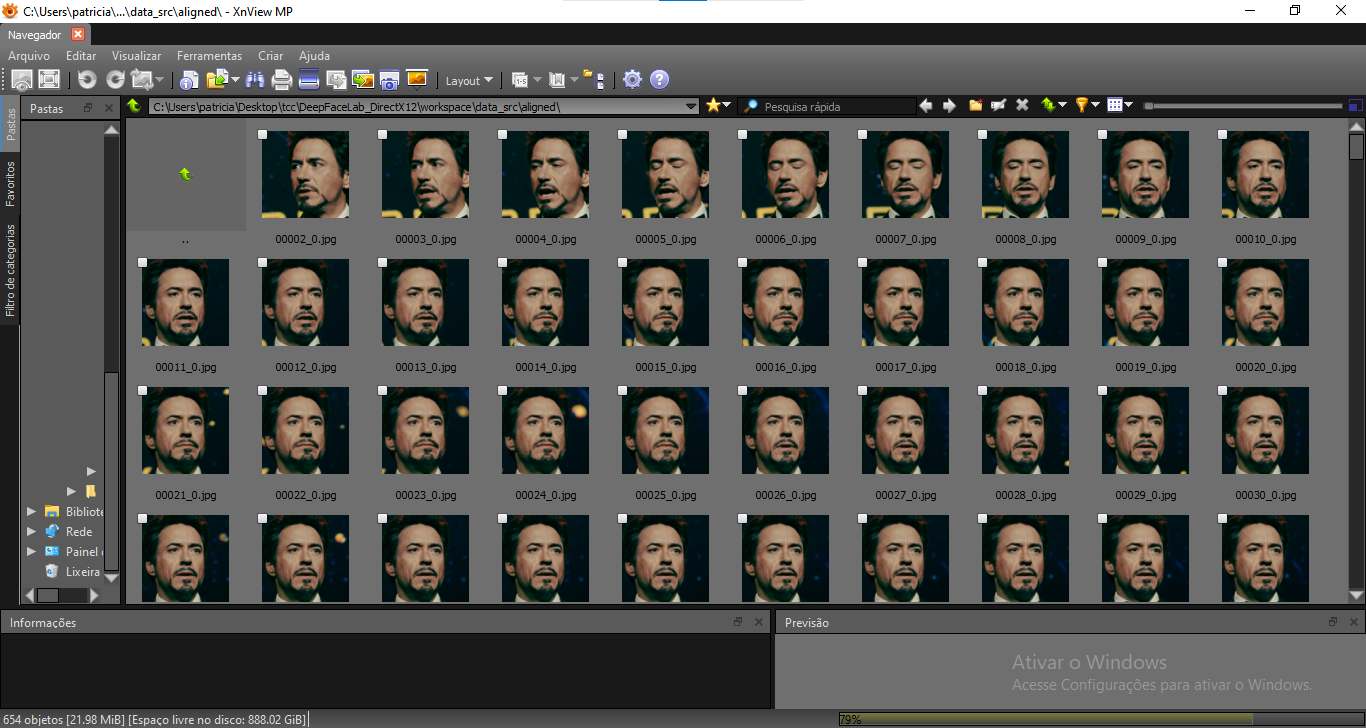 C:\Users\patricia\...\data_src\aligned\ - XnView MP
Navegador
Arquivo Editar Visualizar Ferramentas Criar Ajuda
Layout
Pastas
C:\Users\patricia\Desktop\tcc\DeepFaceLab_DirectX12\workspace\data_src\aligned\
Pesquisa rápida
Pastas
Favoritos
Filtro de categorias
Bibliote
Rede
Painel
Lixeira
.. 00002_0.jpg 00003_0.jpg 00004_0.jpg 00005_0.jpg 00006_0.jpg 00007_0.jpg 00008_0.jpg 00009_0.jpg 00010_0.jpg
00011_0.jpg 00012_0.jpg 00013_0.jpg 00014_0.jpg 00015_0.jpg 00016_0.jpg 00017_0.jpg 00018_0.jpg 00019_0.jpg 00020_0.jpg
00021_0.jpg 00022_0.jpg 00023_0.jpg 00024_0.jpg 00025_0.jpg 00026_0.jpg 00027_0.jpg 00028_0.jpg 00029_0.jpg 00030_0.jpg
Informações
Previsão
Ativar o Windows
Acesse Configurações para ativar o Windows.
654 objetos [21.98 MiB] [Espaço livre no disco: 888.02 GiB]
79%